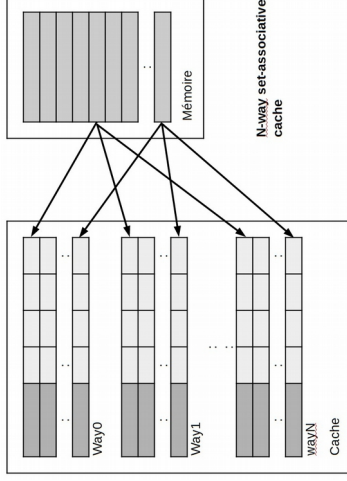 Mémoire
N-way set-associative
cache
Way0
Way1
wayN
Cache